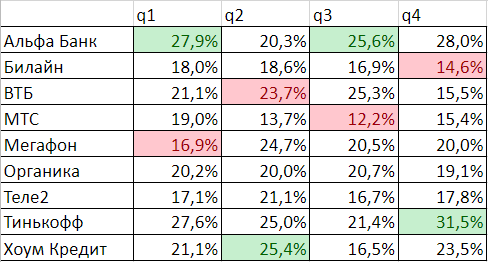 q1 q2 q3 q4
Альфа Банк 27,9% 20,3% 25,6% 28,0%
Билайн 18,0% 18,6% 16,9% 14,6%
ВТБ 21,1% 23,7% 25,3% 15,5%
МТС 19,0% 13,7% 12,2% 15,4%
Мегафон 16,9% 24,7% 20,5% 20,0%
Органика 20,2% 20,0% 20,7% 19,1%
Теле2 17,1% 21,1% 16,7% 17,8%
Тинькофф 27,6% 25,0% 21,4% 31,5%
Хоум Кредит 21,1% 25,4% 16,5% 23,5%